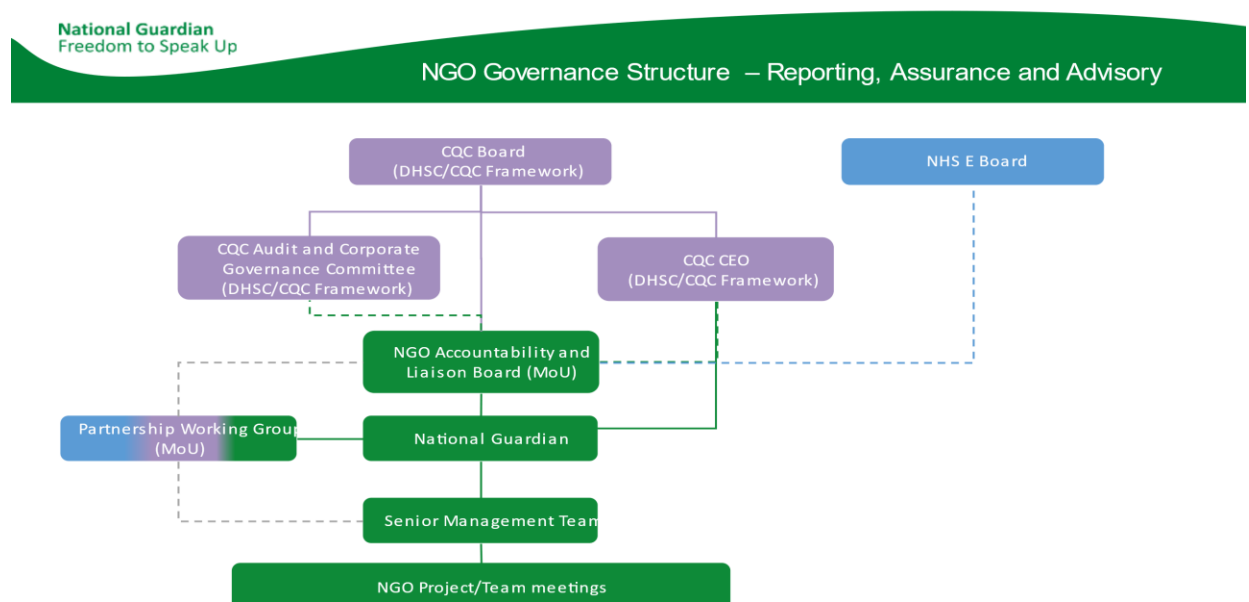 National Guardian
Freedom to Speak Up
NGO Governance Structure – Reporting, Assurance and Advisory
CQC Board
(DHSC/CQC Framework)
NHS E Board
CQC Audit and Corporate
Governance Committee
(DHSC/CQC Framework)
CQC CEO
(DHSC/CQC Framework)
NGO Accountability and
Liaison Board (MoU)
Partnership Working Group
(MoU)
National Guardian
Senior Management Team
NGO Project/Team meetings